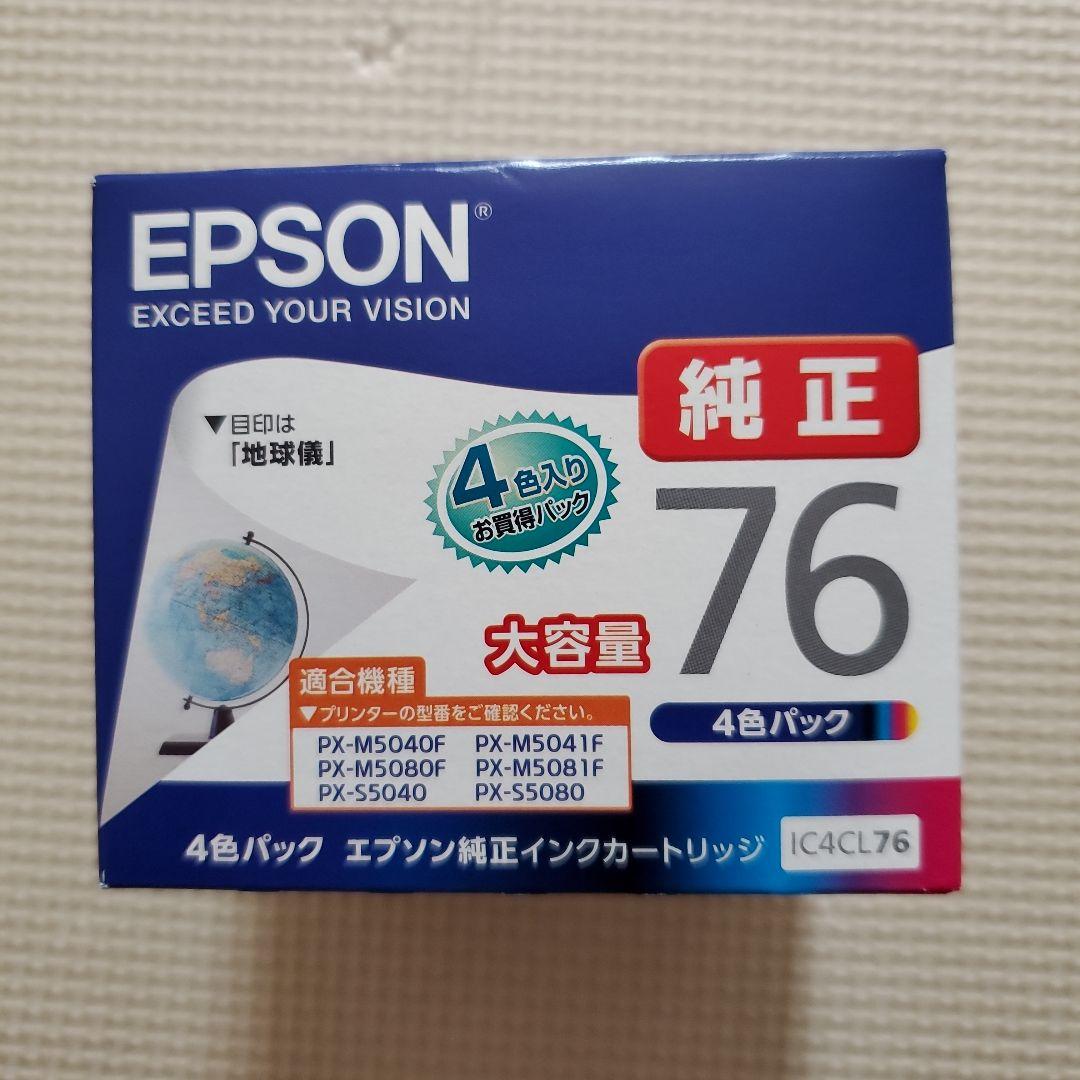 EPSON®
EXCEED YOUR VISION
純正
▼目印は
「地球儀」
4色入り
お買得パック
76
大容量
4色パック
適合機種
▼プリンターの型番をご確認ください。
PX-M5040F PX-M5041F
PX-M5080F PX-M5081F
PX-S5040 PX-S5080
4色パック エプソン純正インクカートリッジ IC4CL76